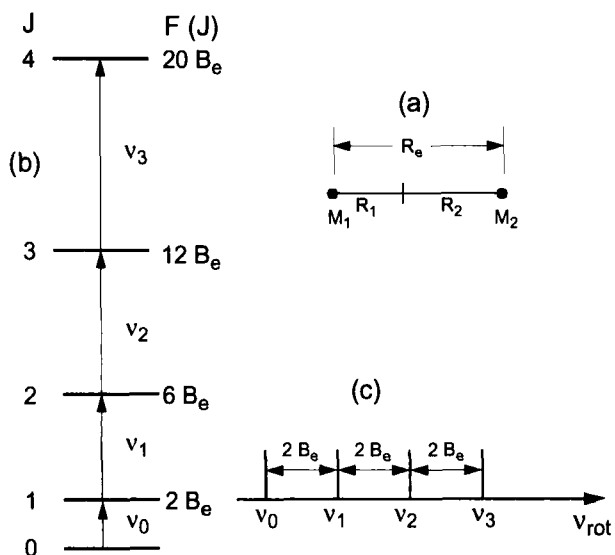 J F (J)
4 20 Bₑ
(b)
ν₃
3 12 Bₑ
ν₂
2 6 Bₑ
ν₁
1 2 Bₑ
ν₀
0
(a)
Rₑ
R₁ R₂
M₁ M₂
(c)
2 Bₑ 2 Bₑ 2 Bₑ
ν₀ ν₁ ν₂ ν₃ νrot